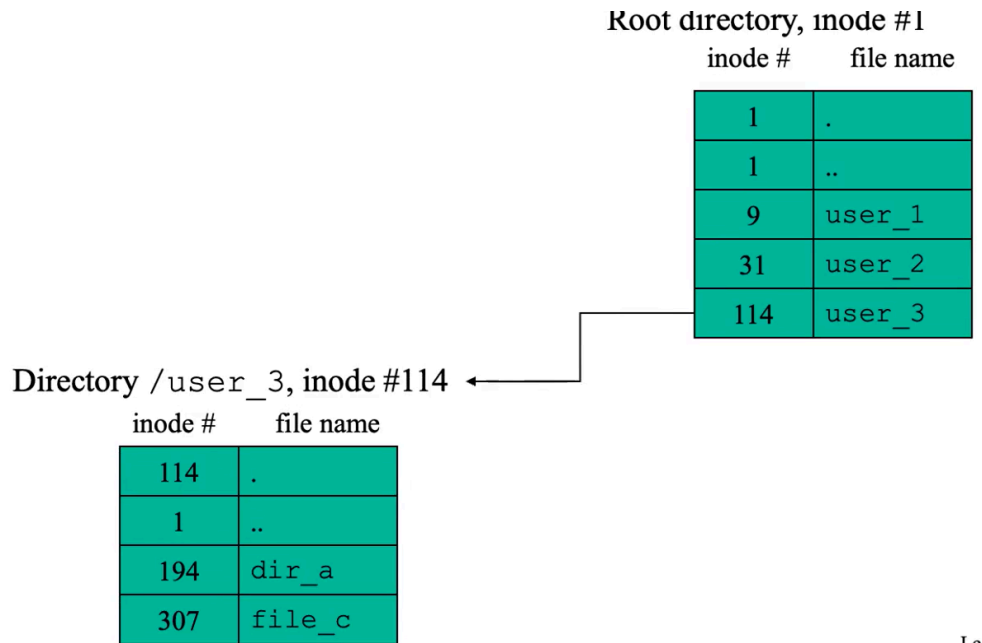 Root directory, inode #1
inode # file name
1 .
1 ..
9 user_1
31 user_2
114 user_3
Directory /user_3, inode #114
inode # file name
114 .
1 ..
194 dir_a
307 file_c